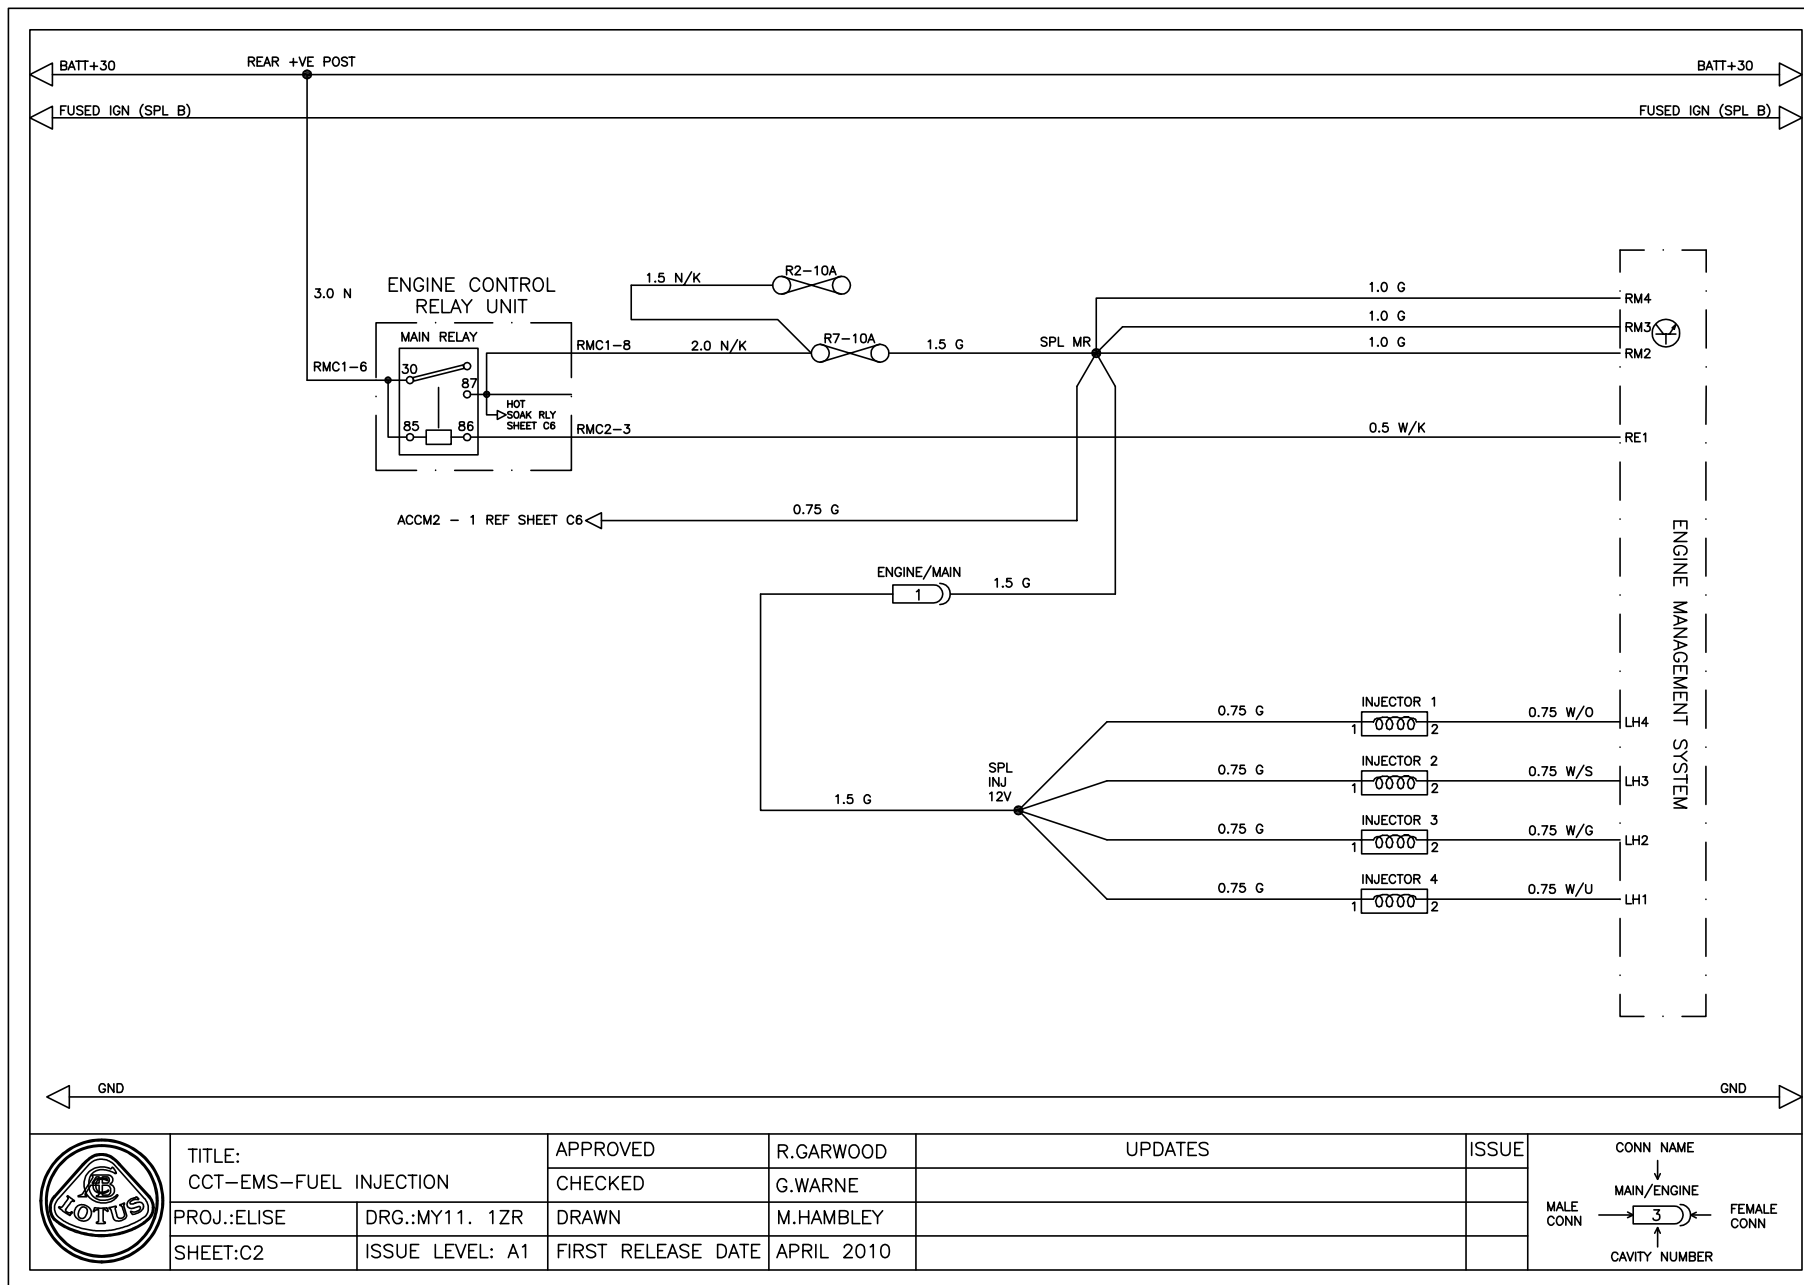 BATT+30
REAR +VE POST
BATT+30
FUSED IGN (SPL B)
FUSED IGN (SPL B)
3.0 N
ENGINE CONTROL
RELAY UNIT
MAIN RELAY
RMC1-6
30
87
85
86
HOT
SOAK RLY
SHEET C6
RMC1-8
RMC2-3
1.5 N/K
R2-10A
2.0 N/K
R7-10A
1.5 G
SPL MR
1.0 G
RM4
1.0 G
RM3
1.0 G
RM2
0.5 W/K
RE1
ACCM2 - 1 REF SHEET C6
0.75 G
ENGINE/MAIN
1
1.5 G
ENGINE MANAGEMENT SYSTEM
1.5 G
SPL
INJ
12V
0.75 G
INJECTOR 1
1
2
0.75 W/O
LH4
0.75 G
INJECTOR 2
1
2
0.75 W/S
LH3
0.75 G
INJECTOR 3
1
2
0.75 W/G
LH2
0.75 G
INJECTOR 4
1
2
0.75 W/U
LH1
GND
GND
LOTUS
TITLE:
CCT-EMS-FUEL INJECTION
PROJ.:ELISE
DRG.:MY11. 1ZR
SHEET:C2
ISSUE LEVEL: A1
APPROVED
R.GARWOOD
CHECKED
G.WARNE
DRAWN
M.HAMBLEY
FIRST RELEASE DATE
APRIL 2010
UPDATES
ISSUE
CONN NAME
MAIN/ENGINE
MALE
CONN
3
FEMALE
CONN
CAVITY NUMBER